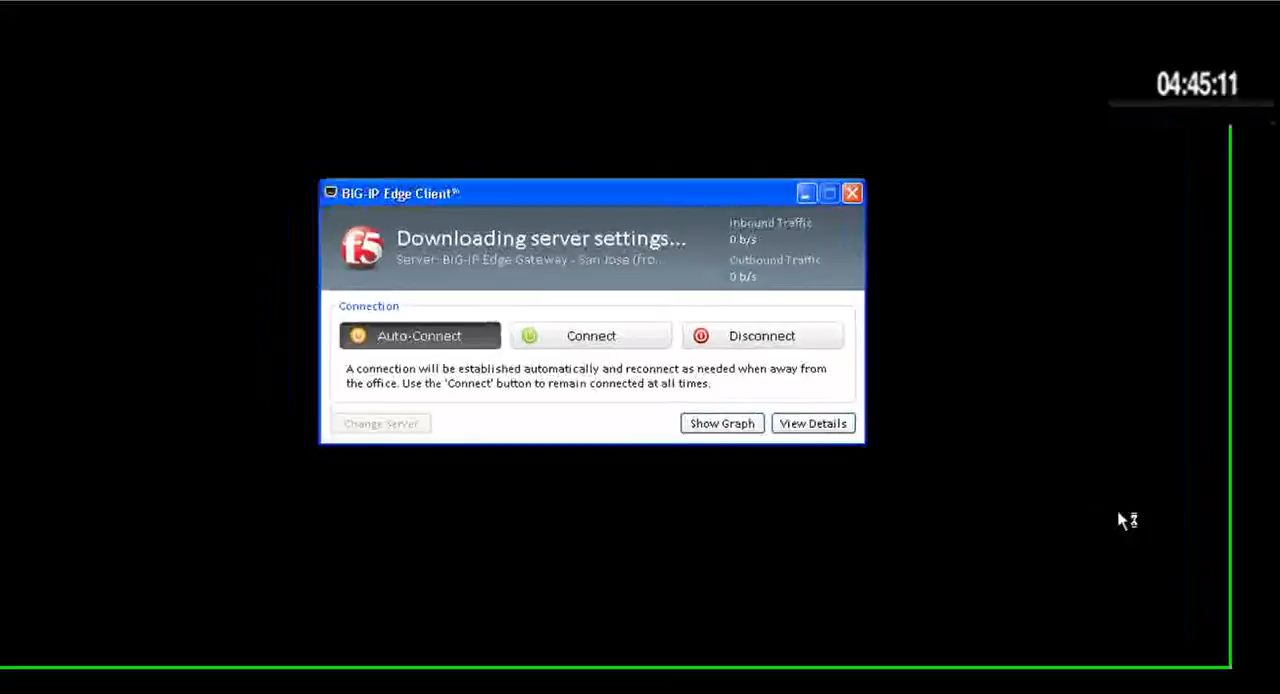 04:45:11
BIG-IP Edge Client
f5
Downloading server settings...
Server: BIG-IP Edge Gateway - San Jose (fro...
Inbound Traffic
0 b/s
Outbound Traffic
0 b/s
Connection
Auto-Connect
Connect
Disconnect
A connection will be established automatically and reconnect as needed when away from
the office. Use the 'Connect' button to remain connected at all times.
Change Server
Show Graph
View Details